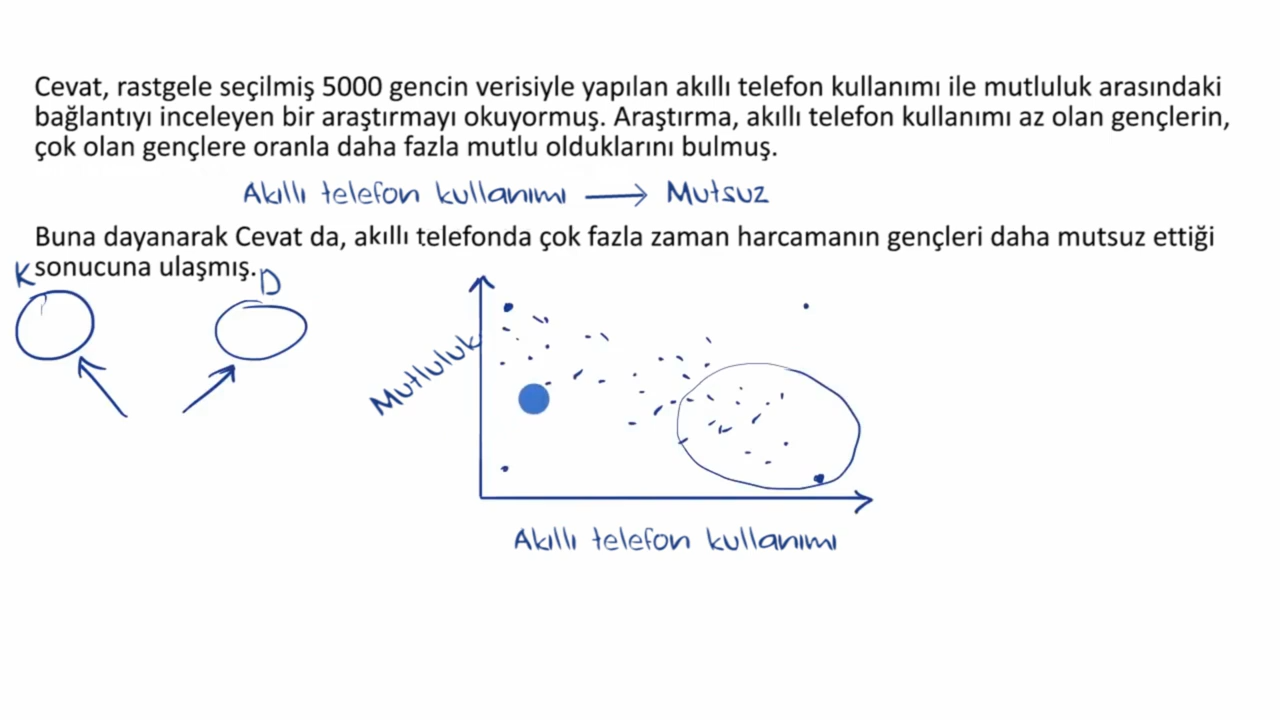 Cevat, rastgele seçilmiş 5000 gencin verisiyle yapılan akıllı telefon kullanımı ile mutluluk arasındaki
bağlantıyı inceleyen bir araştırmayı okuyormuş. Araştırma, akıllı telefon kullanımı az olan gençlerin,
çok olan gençlere oranla daha fazla mutlu olduklarını bulmuş.
Akıllı telefon kullanımı → Mutsuz
Buna dayanarak Cevat da, akıllı telefonda çok fazla zaman harcamanın gençleri daha mutsuz ettiği
sonucuna ulaşmış.
K
D
Mutluluk
Akıllı telefon kullanımı